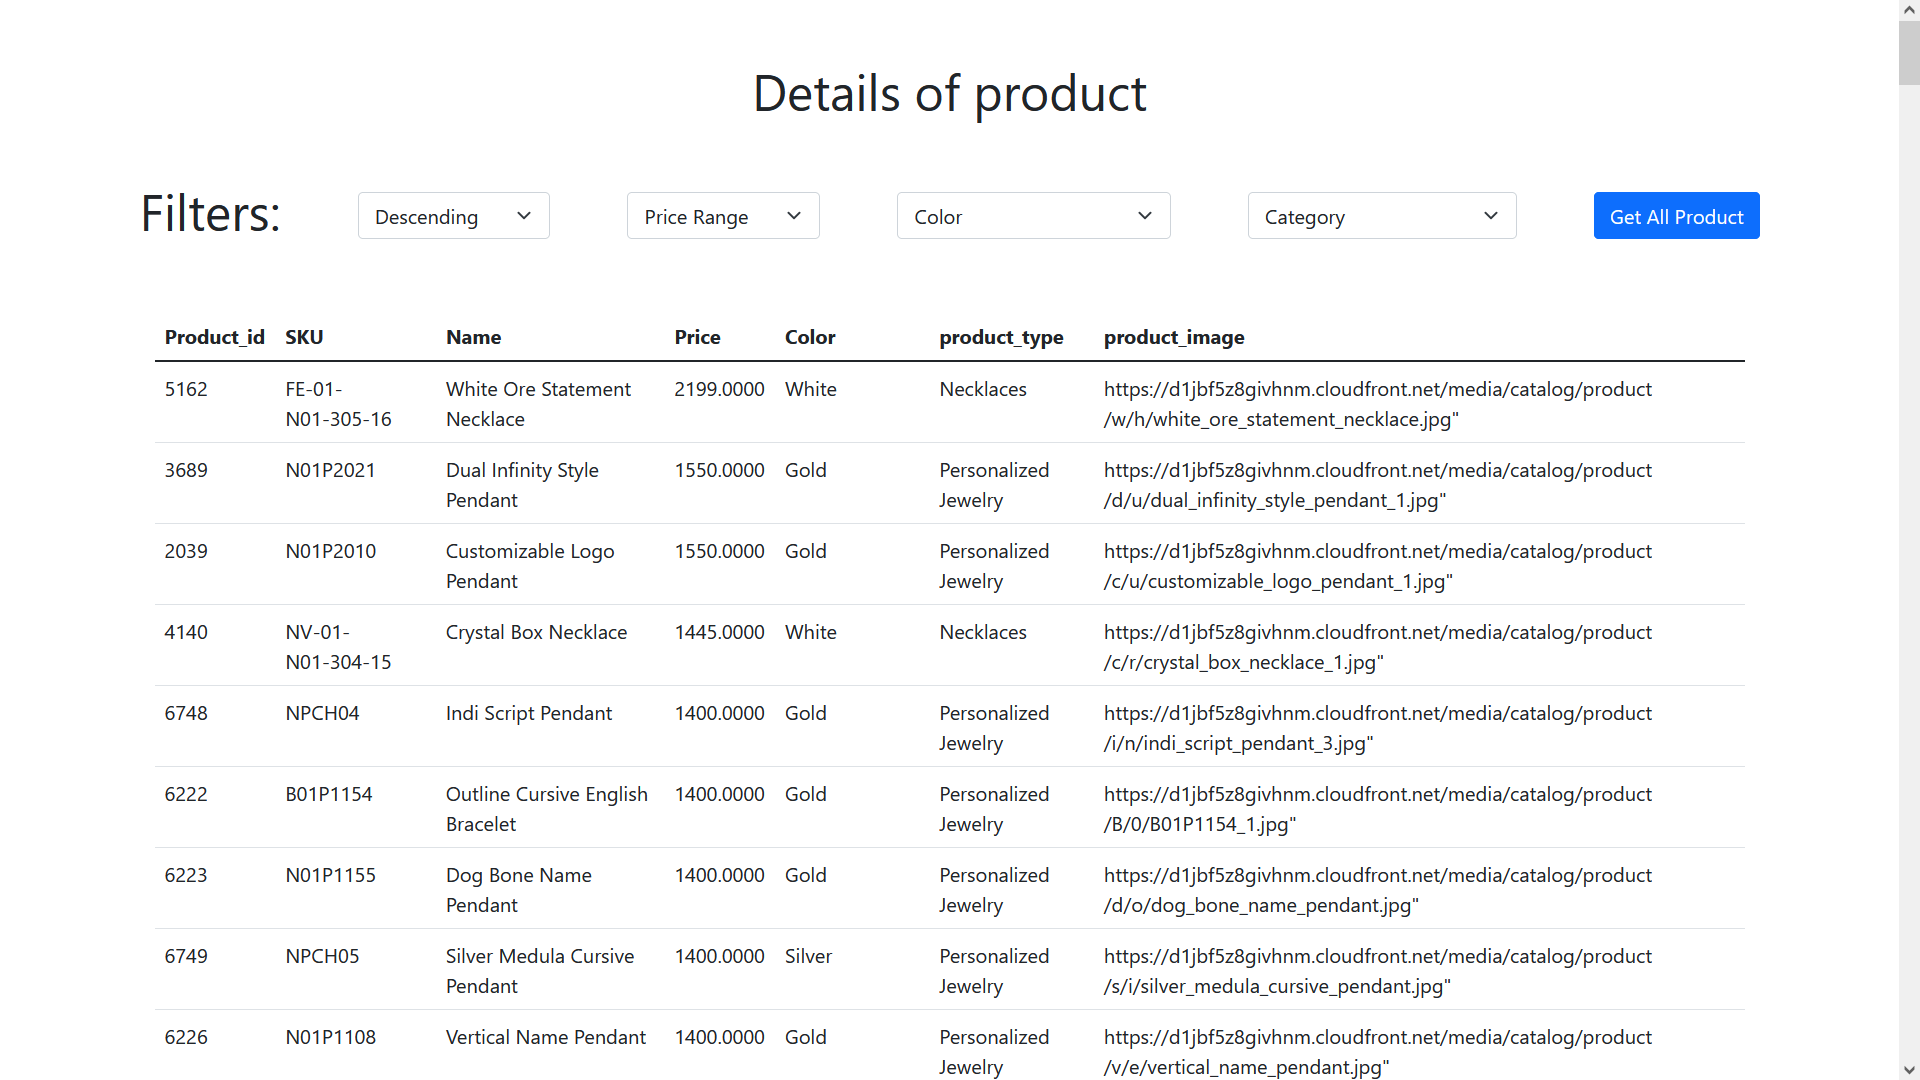 Details of product
Filters: Descending Price Range Color Category Get All Product
Product_id SKU Name Price Color product_type product_image
5162 FE-01- White Ore Statement 2199.0000 White Necklaces https://d1jbf5z8givhnm.cloudfront.net/media/catalog/product
N01-305-16 Necklace /w/h/white_ore_statement_necklace.jpg"
3689 N01P2021 Dual Infinity Style 1550.0000 Gold Personalized https://d1jbf5z8givhnm.cloudfront.net/media/catalog/product
Pendant Jewelry /d/u/dual_infinity_style_pendant_1.jpg"
2039 N01P2010 Customizable Logo 1550.0000 Gold Personalized https://d1jbf5z8givhnm.cloudfront.net/media/catalog/product
Pendant Jewelry /c/u/customizable_logo_pendant_1.jpg"
4140 NV-01- Crystal Box Necklace 1445.0000 White Necklaces https://d1jbf5z8givhnm.cloudfront.net/media/catalog/product
N01-304-15 /c/r/crystal_box_necklace_1.jpg"
6748 NPCH04 Indi Script Pendant 1400.0000 Gold Personalized https://d1jbf5z8givhnm.cloudfront.net/media/catalog/product
Jewelry /i/n/indi_script_pendant_3.jpg"
6222 B01P1154 Outline Cursive English 1400.0000 Gold Personalized https://d1jbf5z8givhnm.cloudfront.net/media/catalog/product
Bracelet Jewelry /B/0/B01P1154_1.jpg"
6223 N01P1155 Dog Bone Name 1400.0000 Gold Personalized https://d1jbf5z8givhnm.cloudfront.net/media/catalog/product
Pendant Jewelry /d/o/dog_bone_name_pendant.jpg"
6749 NPCH05 Silver Medula Cursive 1400.0000 Silver Personalized https://d1jbf5z8givhnm.cloudfront.net/media/catalog/product
Pendant Jewelry /s/i/silver_medula_cursive_pendant.jpg"
6226 N01P1108 Vertical Name Pendant 1400.0000 Gold Personalized https://d1jbf5z8givhnm.cloudfront.net/media/catalog/product
Jewelry /v/e/vertical_name_pendant.jpg"